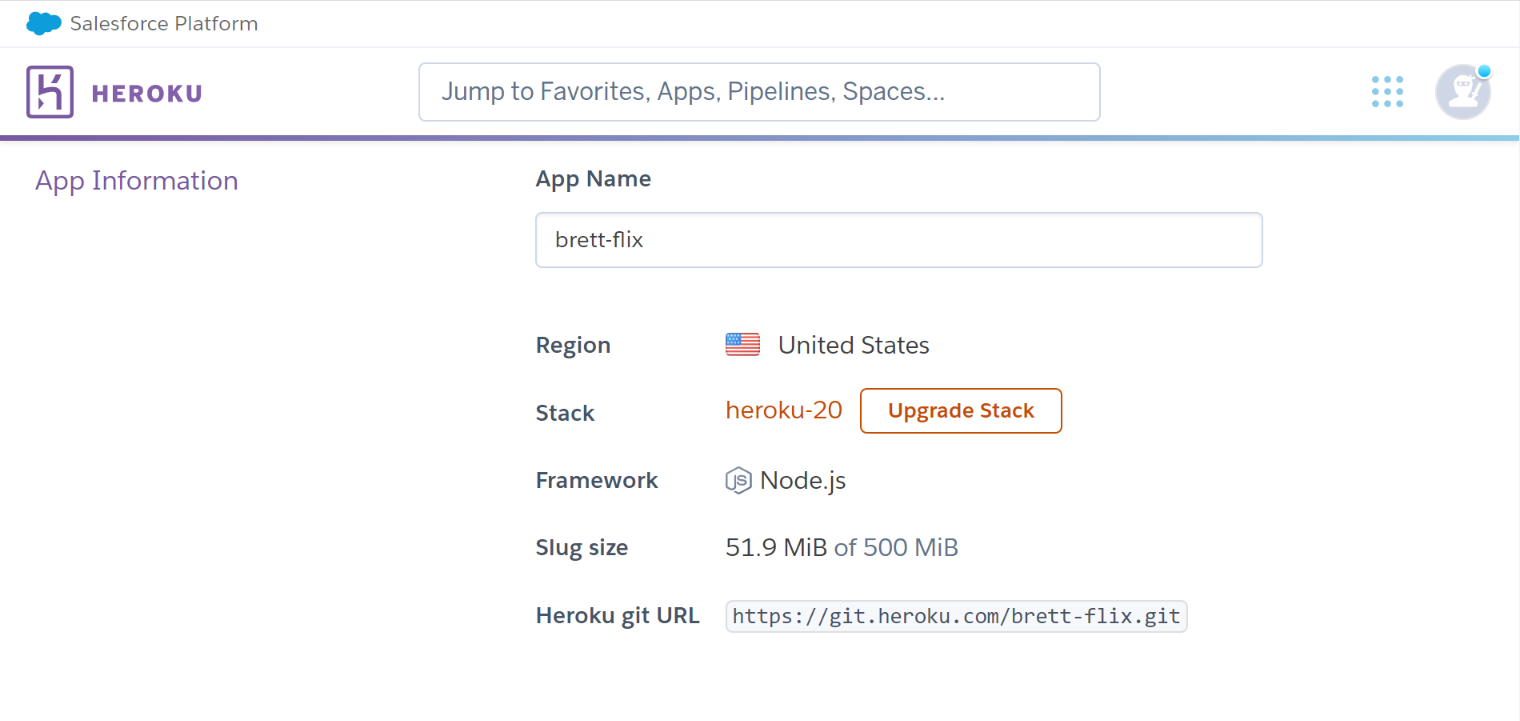 Salesforce Platform
HEROKU
Jump to Favorites, Apps, Pipelines, Spaces...
App Information
App Name
brett-flix
Region United States
Stack heroku-20 Upgrade Stack
Framework JS Node.js
Slug size 51.9 MiB of 500 MiB
Heroku git URL https://git.heroku.com/brett-flix.git